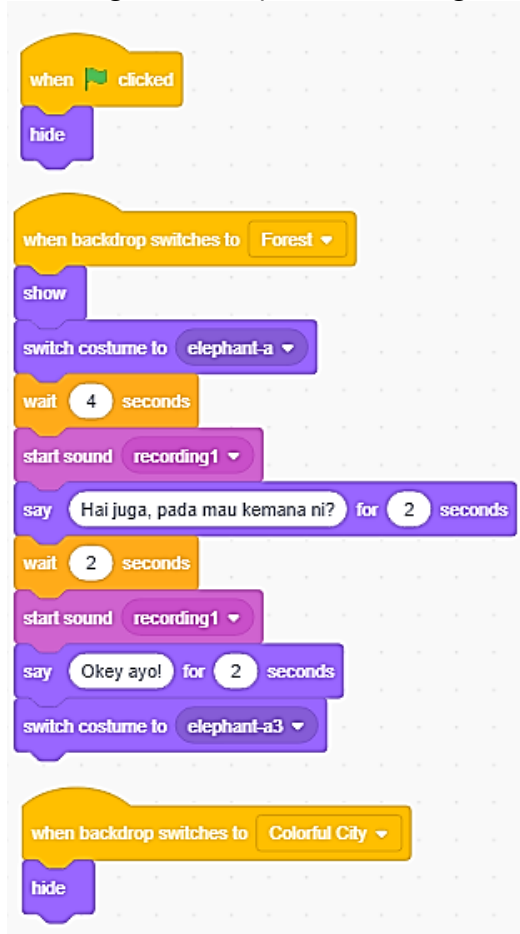 when clicked
hide
when backdrop switches to Forest
show
switch costume to elephant-a
wait 4 seconds
start sound recording1
say Hai juga, pada mau kemana ni? for 2 seconds
wait 2 seconds
start sound recording1
say Okey ayo! for 2 seconds
switch costume to elephant-a3
when backdrop switches to Colorful City
hide